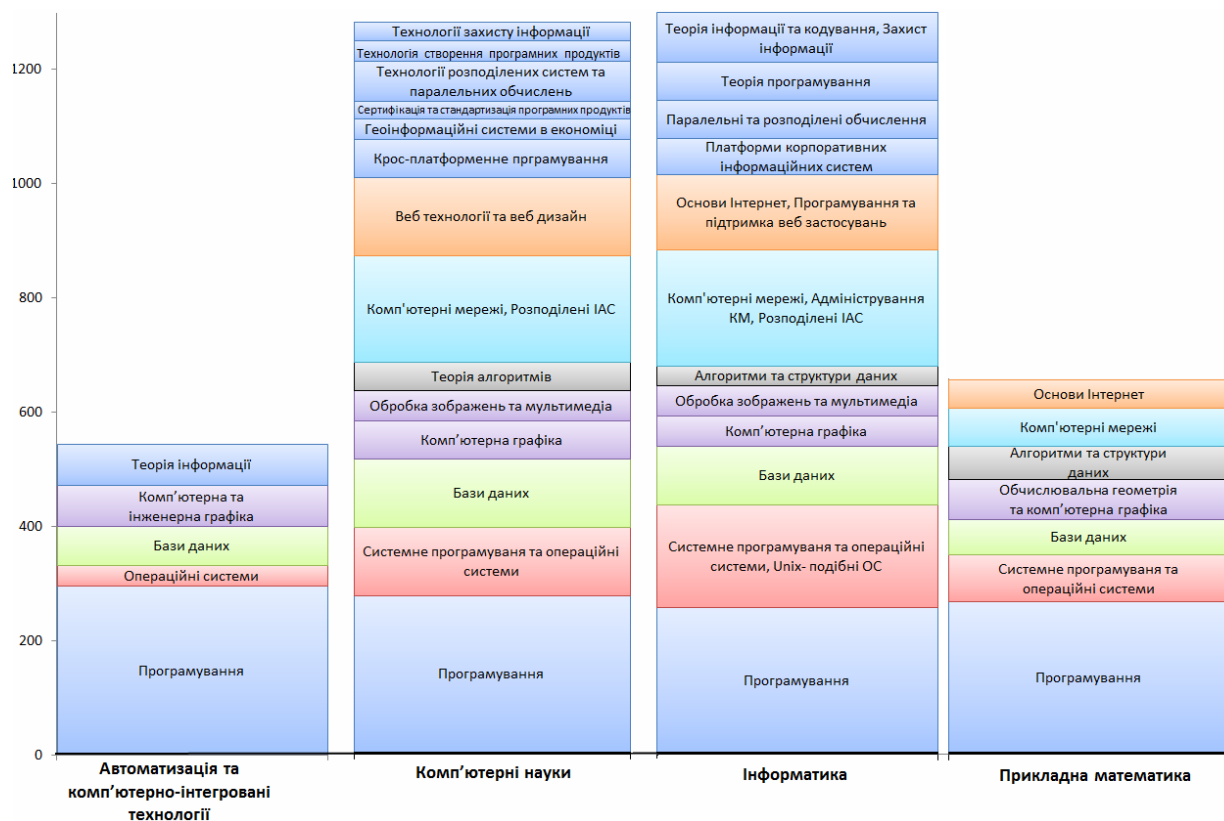 1200
1000
800
600
400
200
0
Теорія інформації
Комп’ютерна та
інженерна графіка
Бази даних
Операційні системи
Програмування
Автоматизація та
комп’ютерно-інтегровані
технології
Технології захисту інформації
Технологія створення програмних продуктів
Технології розподілених систем та
паралельних обчислень
Сертифікація та стандартизація програмних продуктів
Геоінформаційні системи в економіці
Крос-платформенне прграмування
Веб технології та веб дизайн
Комп'ютерні мережі, Розподілені ІАС
Теорія алгоритмів
Обробка зображень та мультимедіа
Комп’ютерна графіка
Бази даних
Системне програмуваня та операційні
системи
Програмування
Комп’ютерні науки
Теорія інформації та кодування, Захист
інформації
Теорія програмування
Паралельні та розподілені обчислення
Платформи корпоративних
інформаційних систем
Основи Інтернет, Програмування та
підтримка веб застосувань
Комп'ютерні мережі, Адміністрування
КМ, Розподілені ІАС
Алгоритми та структури даних
Обробка зображень та мультимедіа
Комп’ютерна графіка
Бази даних
Системне програмуваня та операційні
системи, Unix- подібні ОС
Програмування
Інформатика
Основи Інтернет
Комп'ютерні мережі
Алгоритми та структури
даних
Обчислювальна геометрія
та комп’ютерна графіка
Бази даних
Системне програмуваня та
операційні системи
Програмування
Прикладна математика